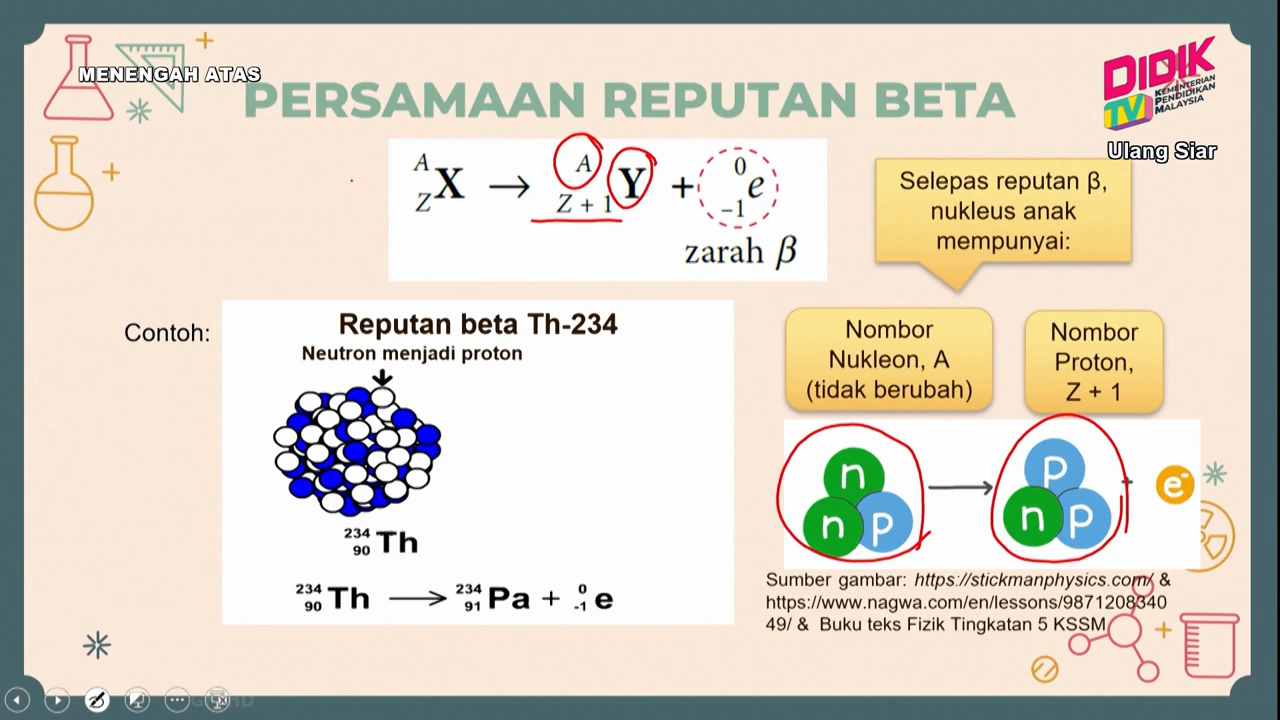 MENENGAH ATAS
PERSAMAAN REPUTAN BETA
DIDIK
TV
KEMENTERIAN
PENDIDIKAN
MALAYSIA
Ulang Siar
A
Z X → A
Z + 1 Y + 0
−1 e
zarah β
Selepas reputan β,
nukleus anak
mempunyai:
Contoh:
Reputan beta Th-234
Neutron menjadi proton
234
90 Th
234
90 Th → 234
91 Pa + 0
-1 e
Nombor
Nukleon, A
(tidak berubah)
Nombor
Proton,
Z + 1
n
n p
p
n p
+ e-
Sumber gambar: https://stickmanphysics.com/ &
https://www.nagwa.com/en/lessons/9871208340
49/ & Buku teks Fizik Tingkatan 5 KSSM